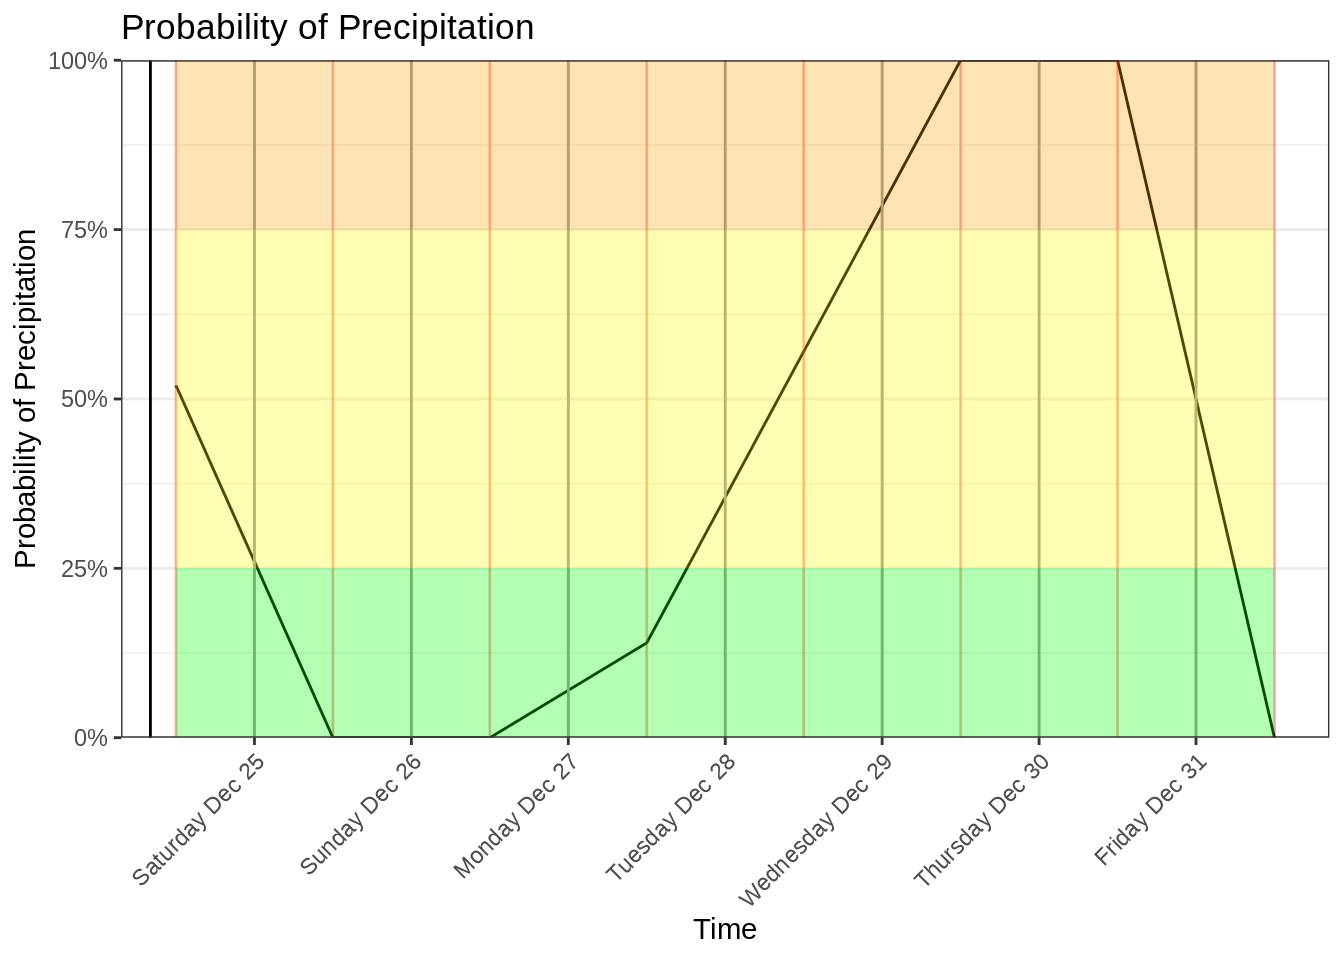 Probability of Precipitation
Probability of Precipitation
100%
75%
50%
25%
0%
Saturday Dec 25
Sunday Dec 26
Monday Dec 27
Tuesday Dec 28
Wednesday Dec 29
Thursday Dec 30
Friday Dec 31
Time